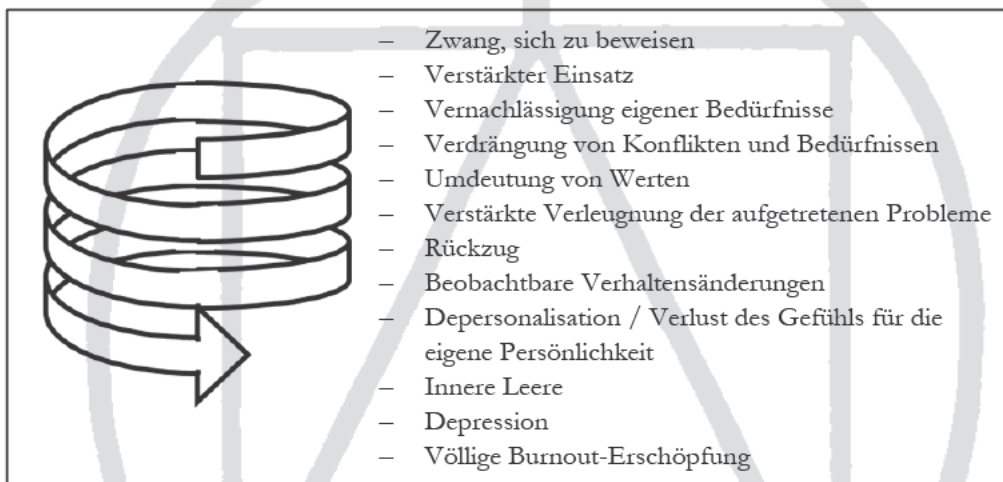 – Zwang, sich zu beweisen
– Verstärkter Einsatz
– Vernachlässigung eigener Bedürfnisse
– Verdrängung von Konflikten und Bedürfnissen
– Umdeutung von Werten
– Verstärkte Verleugnung der aufgetretenen Probleme
– Rückzug
– Beobachtbare Verhaltensänderungen
– Depersonalisation / Verlust des Gefühls für die
eigene Persönlichkeit
– Innere Leere
– Depression
– Völlige Burnout-Erschöpfung